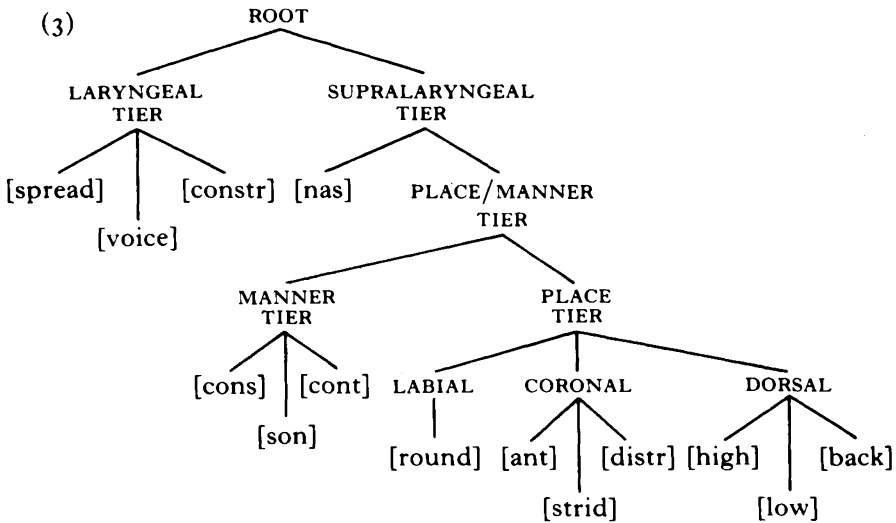 (3)
ROOT
LARYNGEAL SUPRALARYNGEAL
TIER TIER
[spread] [constr] [nas] PLACE/MANNER
TIER
[voice]
MANNER PLACE
TIER TIER
[cons] [cont] LABIAL CORONAL DORSAL
[son]
[round] [ant] [distr] [high] [back]
[strid] [low]